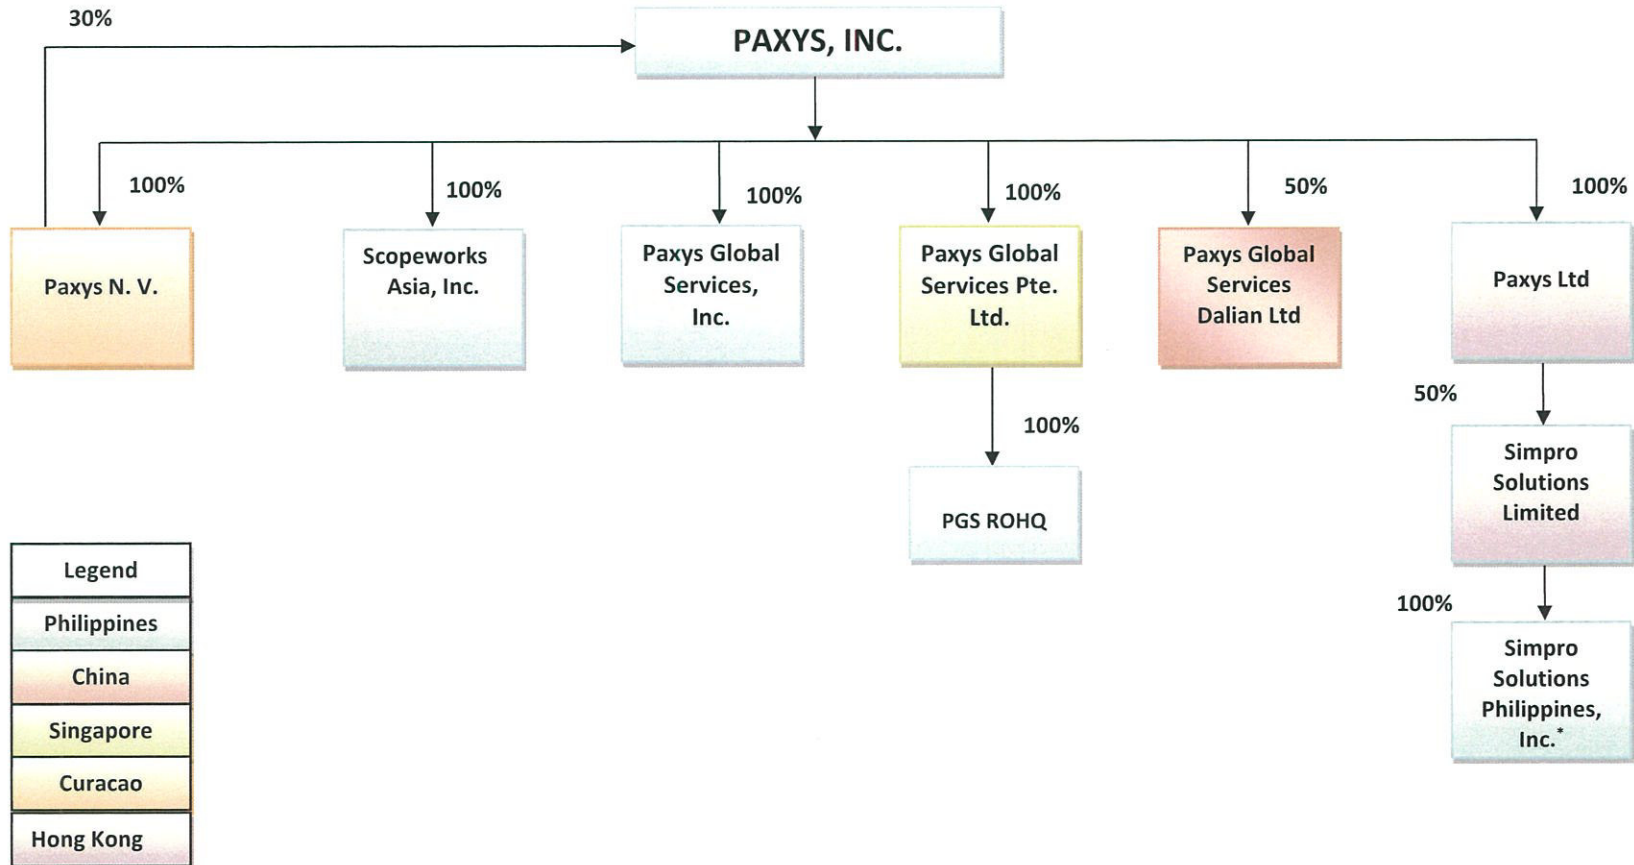 30%
PAXYS, INC.
100%
100%
100%
100%
50%
100%
Paxys N. V.
Scopeworks
Asia, Inc.
Paxys Global
Services,
Inc.
Paxys Global
Services Pte.
Ltd.
Paxys Global
Services
Dalian Ltd
Paxys Ltd
100%
PGS ROHQ
50%
Simpro
Solutions
Limited
100%
Simpro
Solutions
Philippines,
Inc.*
Legend
Philippines
China
Singapore
Curacao
Hong Kong